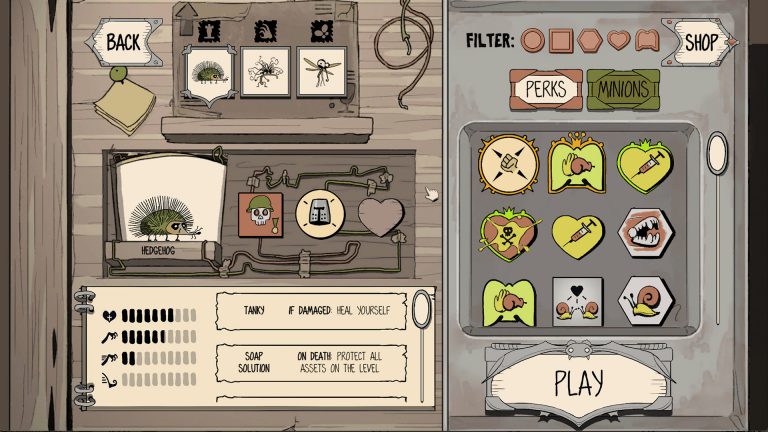 BACK
FILTER:
SHOP
PERKS
MINIONS
HEDGEHOG
TANKY
IF DAMAGED: HEAL YOURSELF
SOAP
SOLUTION
ON DEATH: PROTECT ALL
ASSETS ON THE LEVEL
PLAY